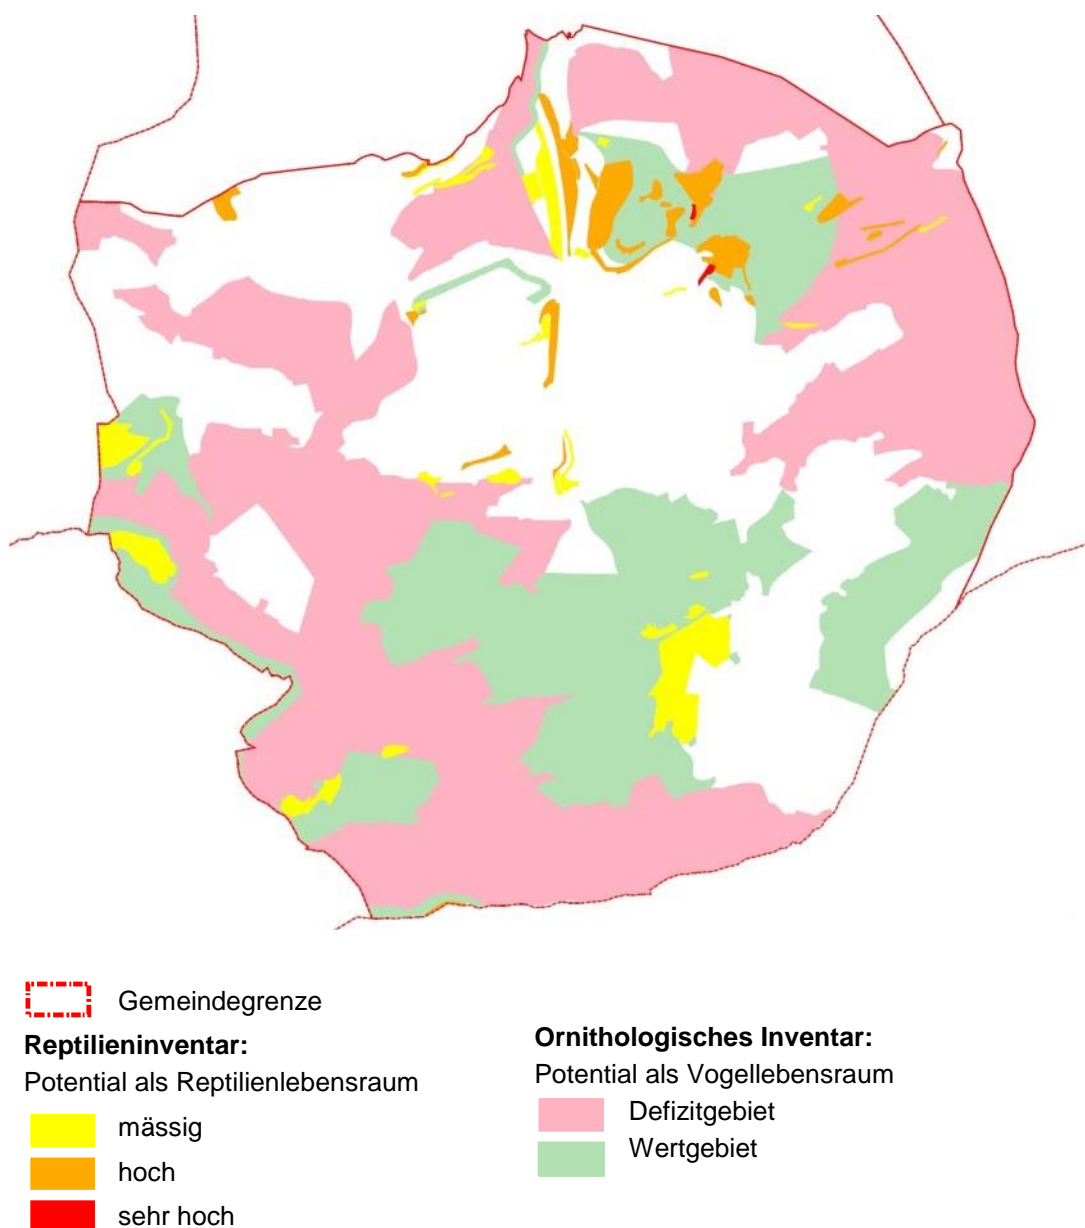 Gemeindegrenze
Reptilieninventar:
Potential als Reptilienlebensraum
mässig
hoch
sehr hoch
Ornithologisches Inventar:
Potential als Vogellebensraum
Defizitgebiet
Wertgebiet